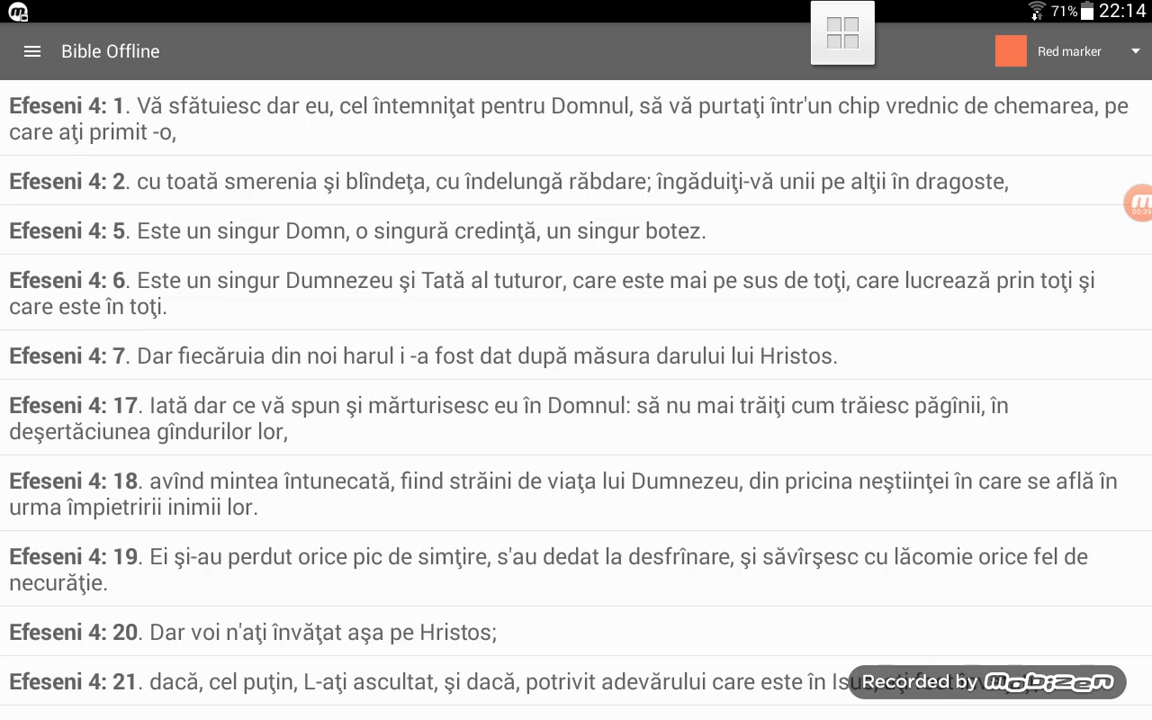 71% 22:14
Bible Offline
Red marker
Efeseni 4: 1. Vă sfătuiesc dar eu, cel întemniţat pentru Domnul, să vă purtaţi într'un chip vrednic de chemarea, pe
care aţi primit -o,
Efeseni 4: 2. cu toată smerenia şi blîndeţa, cu îndelungă răbdare; îngăduiţi-vă unii pe alţii în dragoste,
00:35
Efeseni 4: 5. Este un singur Domn, o singură credinţă, un singur botez.
Efeseni 4: 6. Este un singur Dumnezeu şi Tată al tuturor, care este mai pe sus de toţi, care lucrează prin toţi şi
care este în toţi.
Efeseni 4: 7. Dar fiecăruia din noi harul i -a fost dat după măsura darului lui Hristos.
Efeseni 4: 17. Iată dar ce vă spun şi mărturisesc eu în Domnul: să nu mai trăiţi cum trăiesc păgînii, în
deşertăciunea gîndurilor lor,
Efeseni 4: 18. avînd mintea întunecată, fiind străini de viaţa lui Dumnezeu, din pricina neştiinţei în care se află în
urma împietririi inimii lor.
Efeseni 4: 19. Ei şi-au perdut orice pic de simţire, s'au dedat la desfrînare, şi săvîrşesc cu lăcomie orice fel de
necurăţie.
Efeseni 4: 20. Dar voi n'aţi învăţat aşa pe Hristos;
Efeseni 4: 21. dacă, cel puţin, L-aţi ascultat, şi dacă, potrivit adevărului care este în
Recorded by mobizen